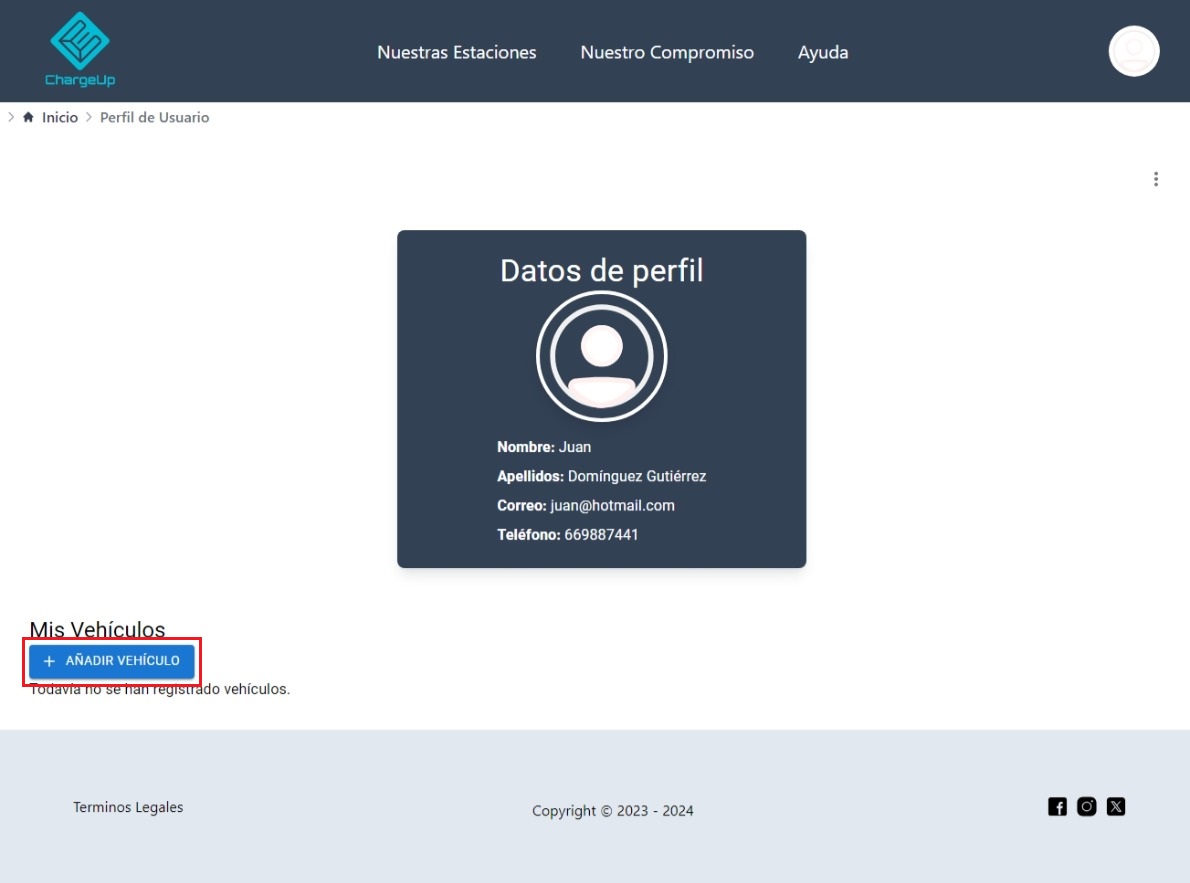 ChargeUp
Nuestras Estaciones
Nuestro Compromiso
Ayuda
Inicio
Perfil de Usuario
Datos de perfil
Nombre: Juan
Apellidos: Domínguez Gutiérrez
Correo: juan@hotmail.com
Teléfono: 669887441
Mis Vehículos
+ AÑADIR VEHÍCULO
Todavía no se han registrado vehículos.
Terminos Legales
Copyright © 2023 - 2024